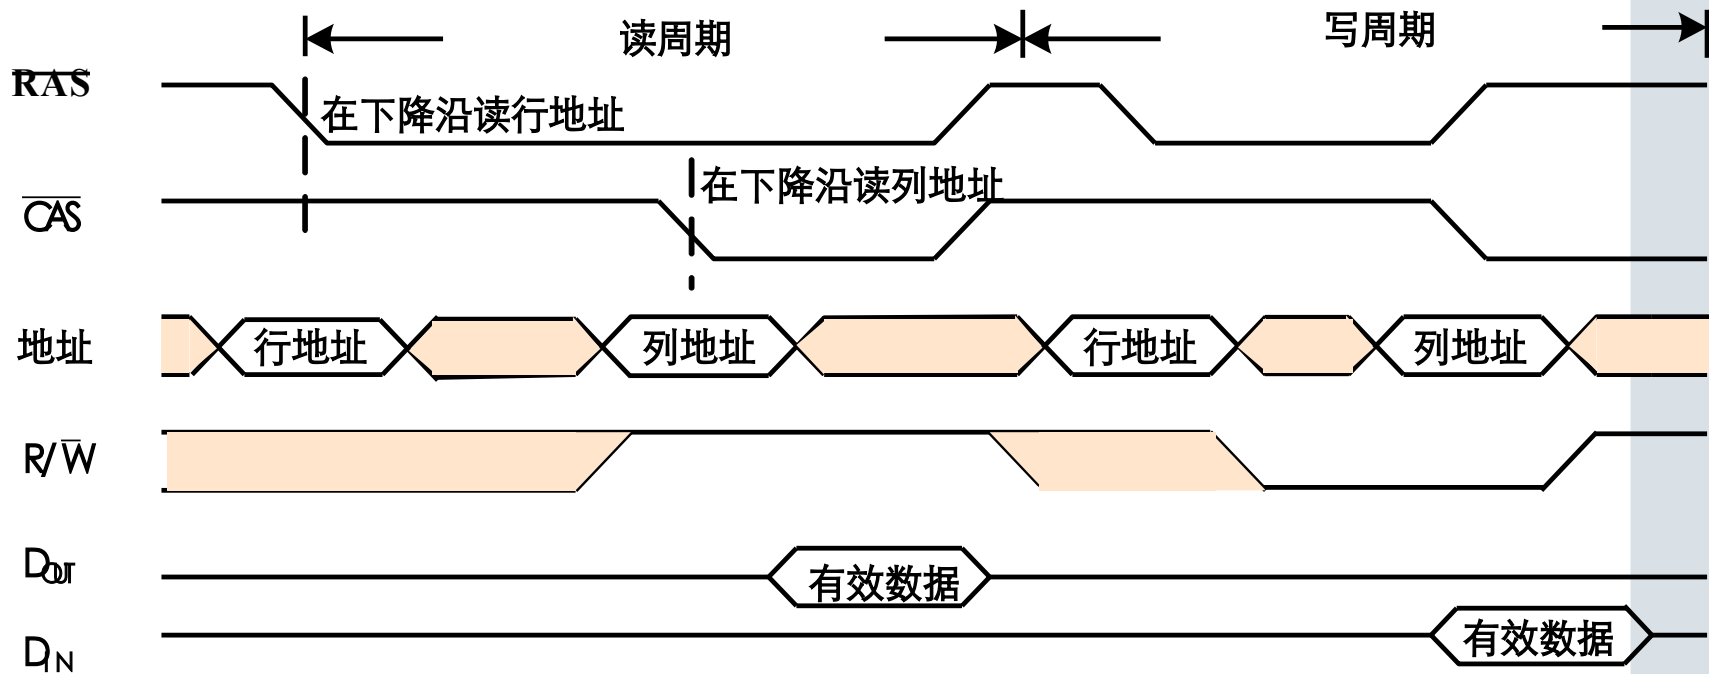 读周期 写周期
R̅A̅S̅ 在下降沿读行地址
C̅A̅S̅ 在下降沿读列地址
地址 行地址 列地址 行地址 列地址
R/W̅
DOUT 有效数据
DIN 有效数据